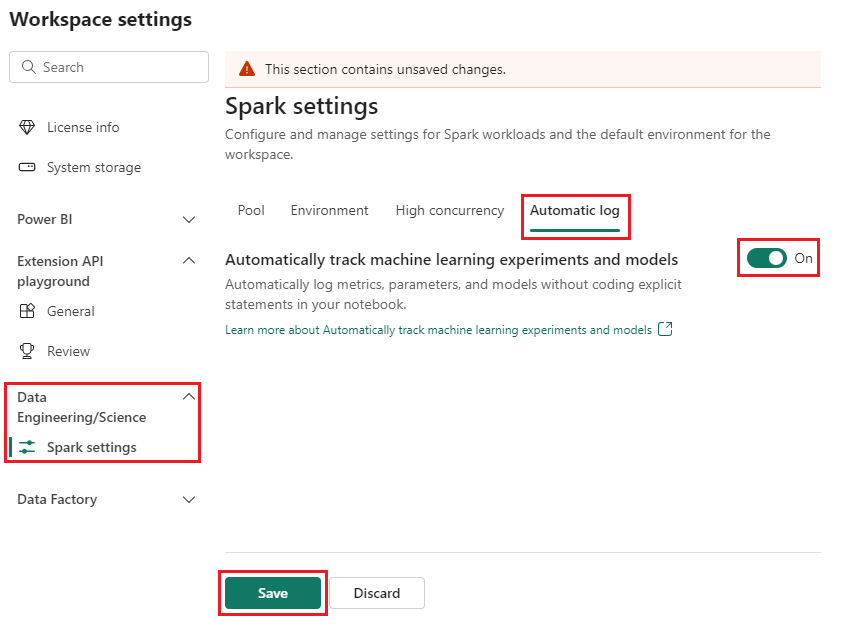 Workspace settings
Search
License info
System storage
Power BI
Extension API
playground
General
Review
Data
Engineering/Science
Spark settings
Data Factory
This section contains unsaved changes.
Spark settings
Configure and manage settings for Spark workloads and the default environment for the
workspace.
Pool Environment High concurrency Automatic log
Automatically track machine learning experiments and models
On
Automatically log metrics, parameters, and models without coding explicit
statements in your notebook.
Learn more about Automatically track machine learning experiments and models
Save Discard